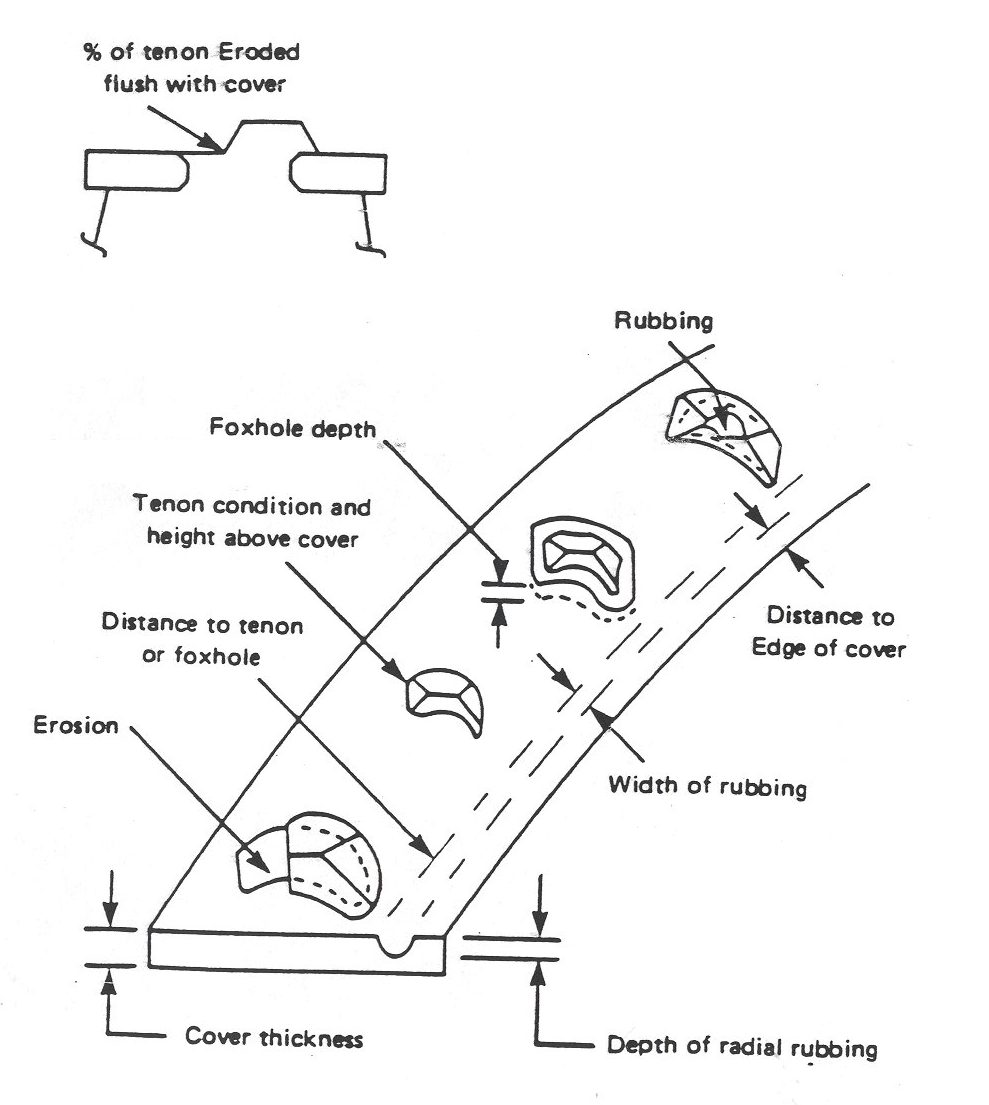 % of tenon Eroded
flush with cover
Rubbing
Foxhole depth
Tenon condition and
height above cover
Distance to tenon
or foxhole
Distance to
Edge of cover
Erosion
Width of rubbing
Cover thickness
Depth of radial rubbing